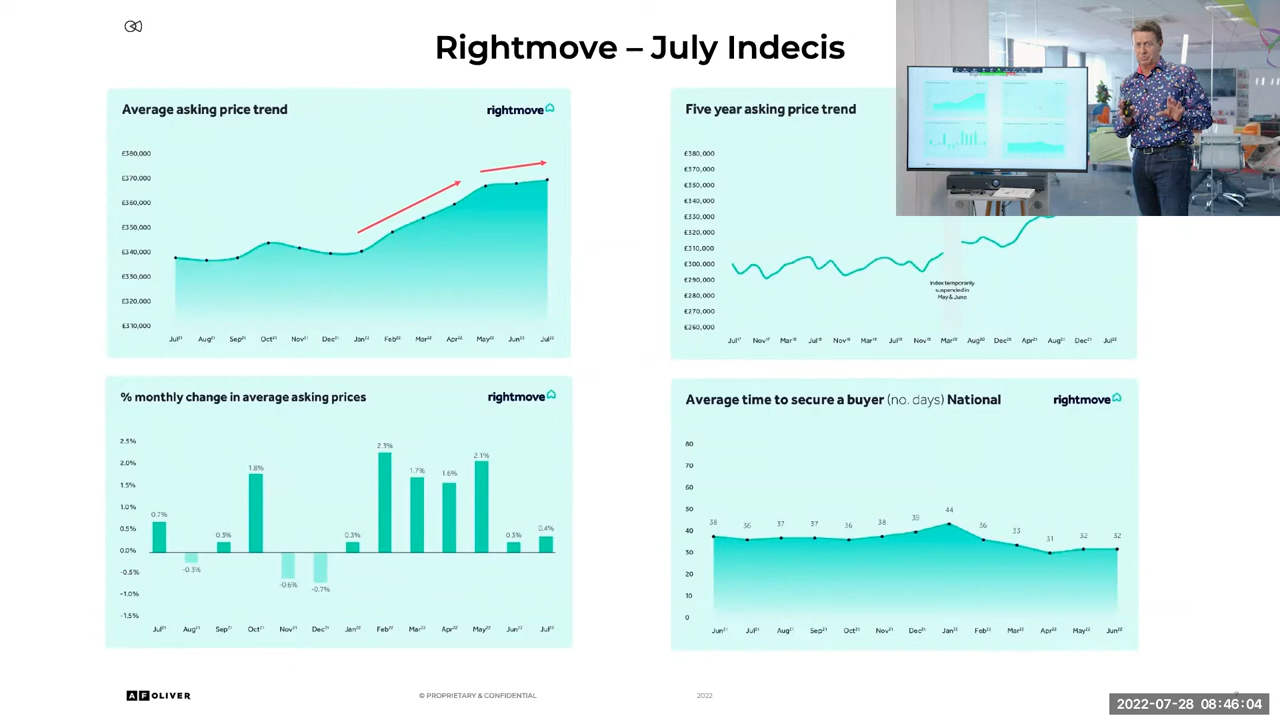 Rightmove – July Indecis
Average asking price trend
rightmove
£380,000
£370,000
£360,000
£350,000
£340,000
£330,000
£320,000
£310,000
Jul²¹ Aug²¹ Sep²¹ Oct²¹ Nov²¹ Dec²¹ Jan²² Feb²² Mar²² Apr²² May²² Jun²² Jul²²
Five year asking price trend
£380,000
£370,000
£350,000
£340,000
£330,000
£320,000
£310,000
£300,000
£290,000
£280,000
£270,000
£260,000
Index temporarily
suspended in
May & June
Jul¹⁷ Nov¹⁷ Mar¹⁸ Jul¹⁸ Nov¹⁸ Mar¹⁹ Jul¹⁹ Nov¹⁹ Mar²⁰ Aug²⁰ Dec²⁰ Apr²¹ Aug²¹ Dec²¹ Jul²²
% monthly change in average asking prices
rightmove
2.5%
2.0%
1.5%
1.0%
0.5%
0.0%
-0.5%
-1.0%
-1.5%
0.7% -0.3% 0.3% 1.8% -0.6% -0.7% 0.3% 2.3% 1.7% 1.6% 2.1% 0.3% 0.4%
Jul²¹ Aug²¹ Sep²¹ Oct²¹ Nov²¹ Dec²¹ Jan²² Feb²² Mar²² Apr²² May²² Jun²² Jul²²
Average time to secure a buyer (no. days) National
rightmove
80
70
60
50
40
30
20
10
0
38 36 37 37 36 38 39 44 36 33 31 32 32
Jun²¹ Jul²¹ Aug²¹ Sep²¹ Oct²¹ Nov²¹ Dec²¹ Jan²² Feb²² Mar²² Apr²² May²² Jun²²
AF OLIVER
© PROPRIETARY & CONFIDENTIAL
2022
2022-07-28 08:46:04